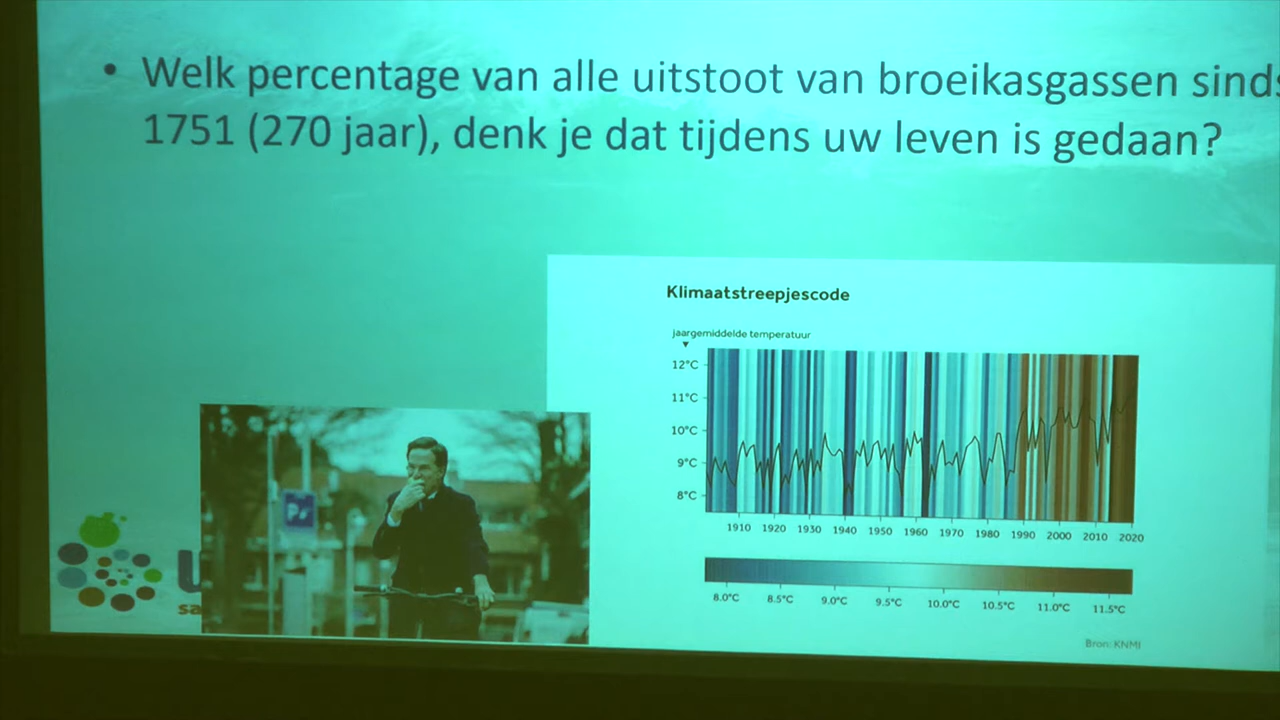 • Welk percentage van alle uitstoot van broeikasgassen sinds
1751 (270 jaar), denk je dat tijdens uw leven is gedaan?
Klimaatstreepjescode
jaargemiddelde temperatuur
12°C
11°C
10°C
9°C
8°C
1910 1920 1930 1940 1950 1960 1970 1980 1990 2000 2010 2020
8.0°C 8.5°C 9.0°C 9.5°C 10.0°C 10.5°C 11.0°C 11.5°C
Bron: KNMI